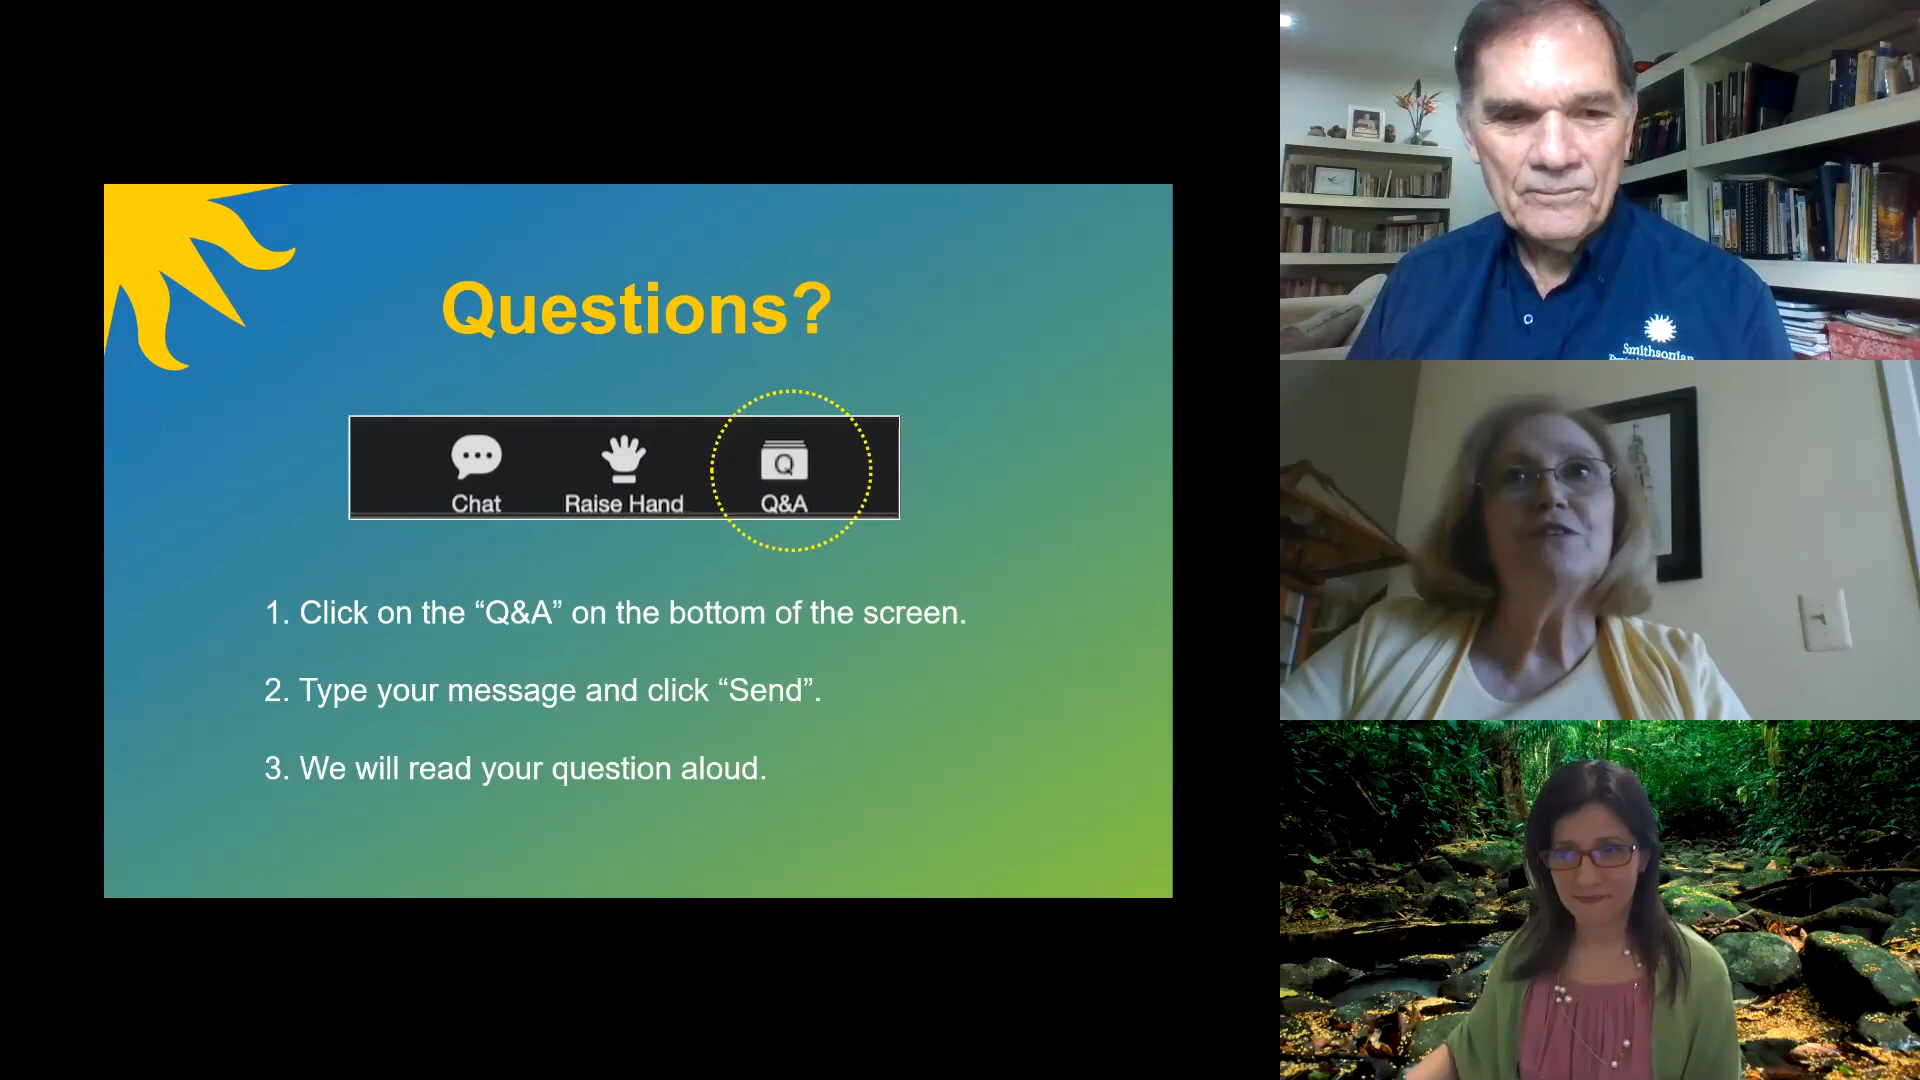 Questions?
Chat
Raise Hand
Q
Q&A
1. Click on the “Q&A” on the bottom of the screen.
2. Type your message and click “Send”.
3. We will read your question aloud.
Smithsonian